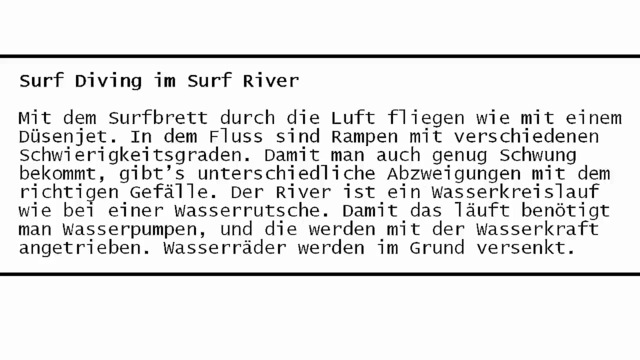 Surf Diving im Surf River
Mit dem Surfbrett durch die Luft fliegen wie mit einem
Düsenjet. In dem Fluss sind Rampen mit verschiedenen
Schwierigkeitsgraden. Damit man auch genug Schwung
bekommt, gibt's unterschiedliche Abzweigungen mit dem
richtigen Gefälle. Der River ist ein Wasserkreislauf
wie bei einer Wasserrutsche. Damit das läuft benötigt
man Wasserpumpen, und die werden mit der Wasserkraft
angetrieben. Wasserräder werden im Grund versenkt.